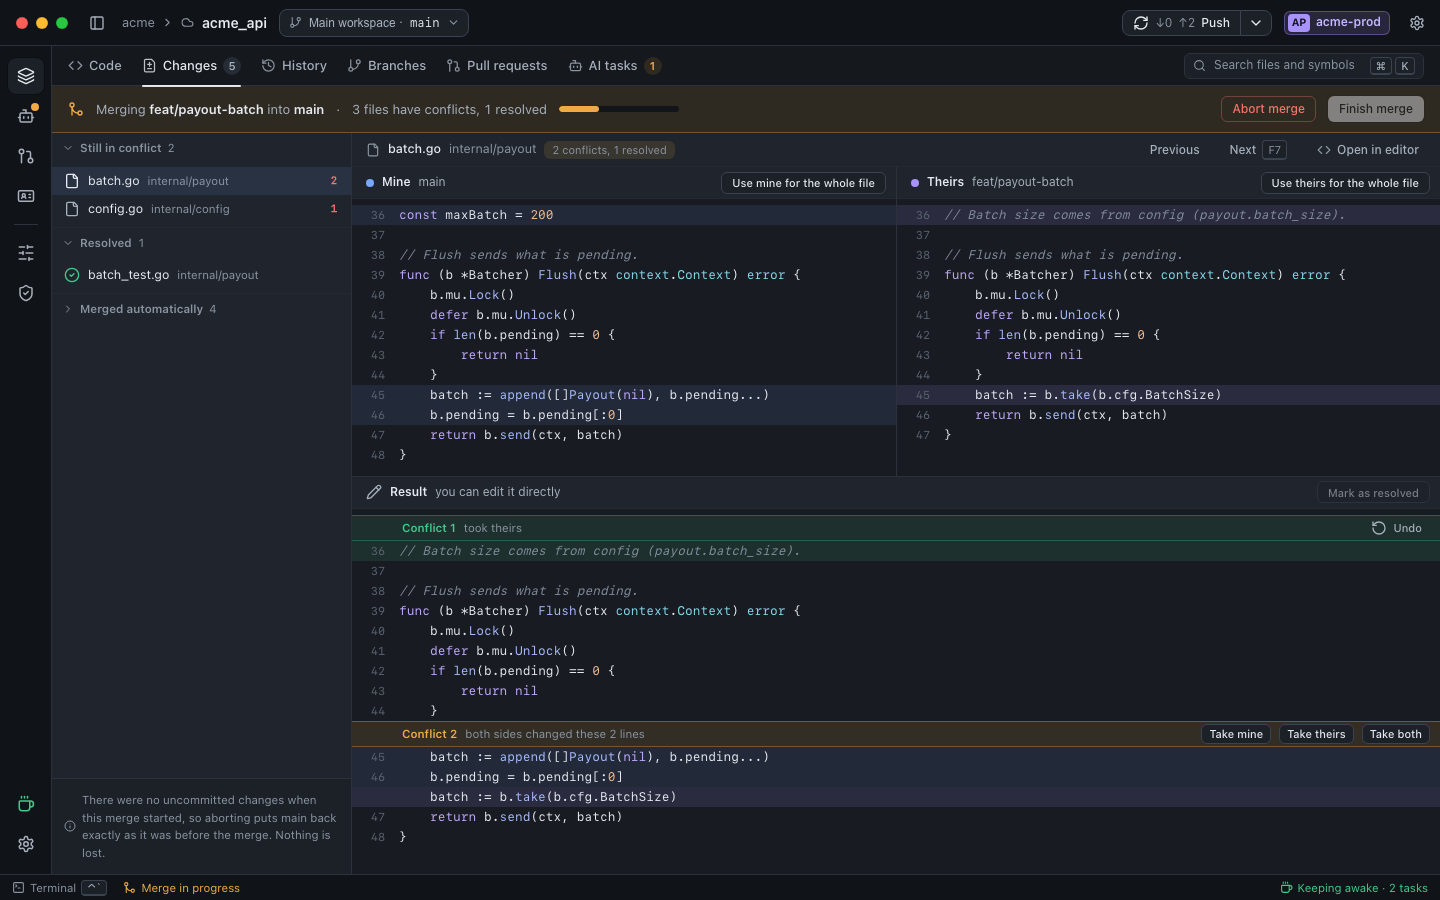 acme > acme_api Main workspace · main
↓0 ↑2 Push AP acme-prod
Code Changes 5 History Branches Pull requests AI tasks 1
Search files and symbols ⌘ K
Merging feat/payout-batch into main · 3 files have conflicts, 1 resolved
Abort merge Finish merge
Still in conflict 2
batch.go internal/payout 2
config.go internal/config 1
Resolved 1
batch_test.go internal/payout
Merged automatically 4
There were no uncommitted changes when
this merge started, so aborting puts main back
exactly as it was before the merge. Nothing is
lost.
batch.go internal/payout 2 conflicts, 1 resolved
Previous Next F7 Open in editor
Mine main Use mine for the whole file
36 const maxBatch = 200
37
38 // Flush sends what is pending.
39 func (b *Batcher) Flush(ctx context.Context) error {
40 b.mu.Lock()
41 defer b.mu.Unlock()
42 if len(b.pending) == 0 {
43 return nil
44 }
45 batch := append([]Payout(nil), b.pending...)
46 b.pending = b.pending[:0]
47 return b.send(ctx, batch)
48 }
Theirs feat/payout-batch Use theirs for the whole file
36 // Batch size comes from config (payout.batch_size).
37
38 // Flush sends what is pending.
39 func (b *Batcher) Flush(ctx context.Context) error {
40 b.mu.Lock()
41 defer b.mu.Unlock()
42 if len(b.pending) == 0 {
43 return nil
44 }
45 batch := b.take(b.cfg.BatchSize)
46 return b.send(ctx, batch)
47 }
Result you can edit it directly Mark as resolved
Conflict 1 took theirs Undo
36 // Batch size comes from config (payout.batch_size).
37
38 // Flush sends what is pending.
39 func (b *Batcher) Flush(ctx context.Context) error {
40 b.mu.Lock()
41 defer b.mu.Unlock()
42 if len(b.pending) == 0 {
43 return nil
44 }
Conflict 2 both sides changed these 2 lines Take mine Take theirs Take both
45 batch := append([]Payout(nil), b.pending...)
46 b.pending = b.pending[:0]
batch := b.take(b.cfg.BatchSize)
47 return b.send(ctx, batch)
48 }
Terminal ^` Merge in progress
Keeping awake · 2 tasks